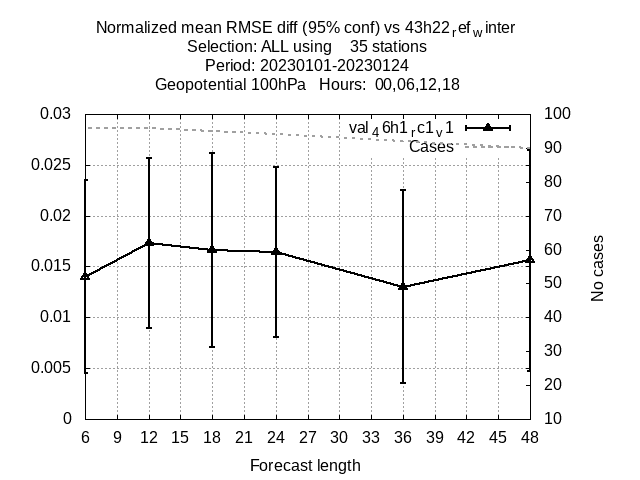 Normalized mean RMSE diff (95% conf) vs 43h22ᵣef_winter
Selection: ALL using    35 stations
Period: 20230101-20230124
Geopotential 100hPa   Hours:  00,06,12,18
val₄6h1ᵣc1ᵥ1
Cases
0.03
0.025
0.02
0.015
0.01
0.005
0
100
90
80
70
60
50
40
30
20
10
No cases
6 9 12 15 18 21 24 27 30 33 36 39 42 45 48
Forecast length